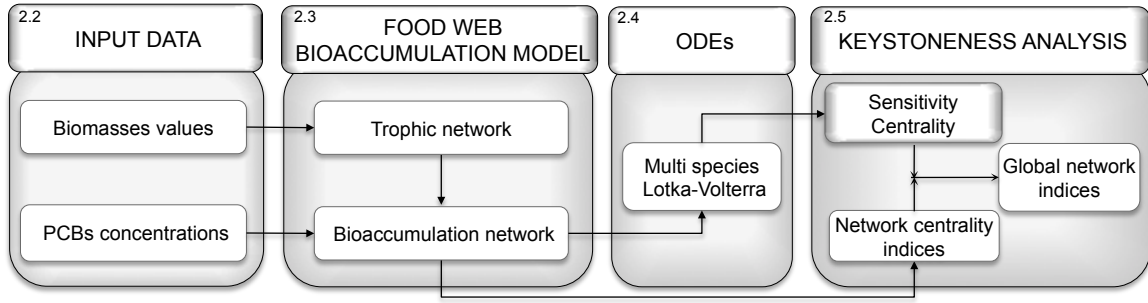 2.2
INPUT DATA
Biomasses values
PCBs concentrations
2.3
FOOD WEB
BIOACCUMULATION MODEL
Trophic network
Bioaccumulation network
2.4
ODEs
Multi species
Lotka-Volterra
2.5
KEYSTONENESS ANALYSIS
Sensitivity
Centrality
Global network
indices
Network centrality
indices